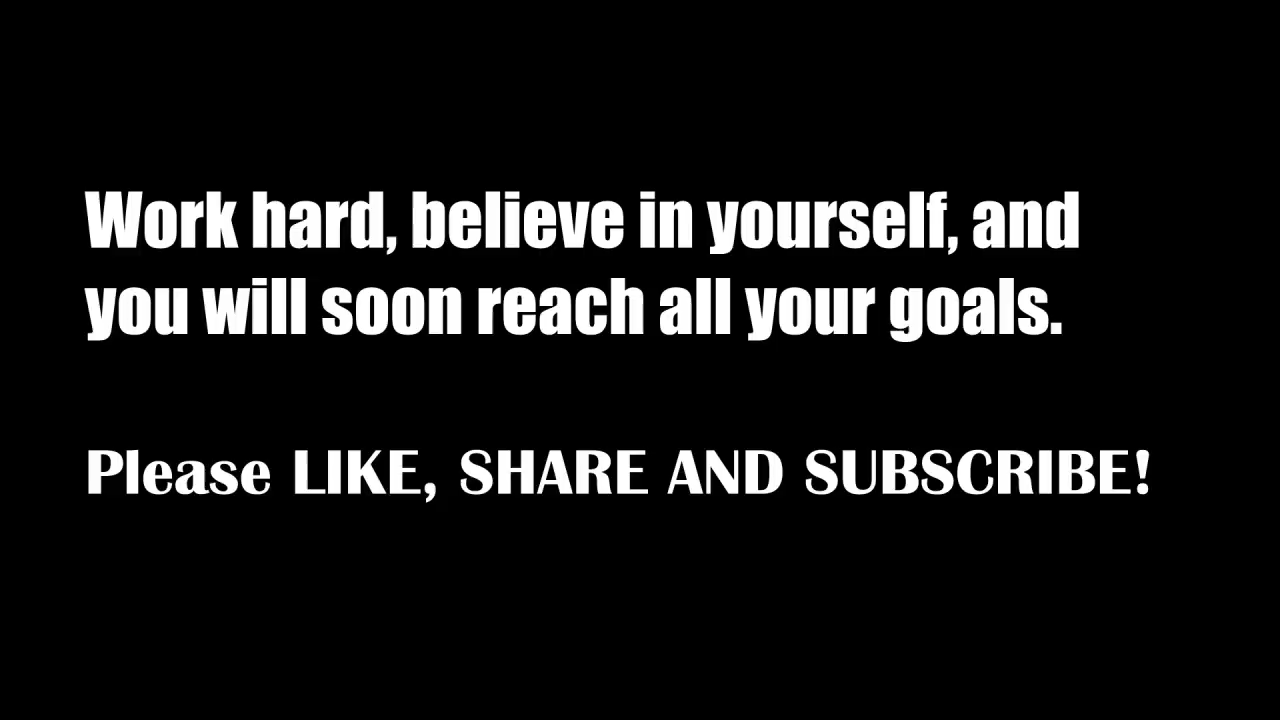 Work hard, believe in yourself, and
you will soon reach all your goals.
Please LIKE, SHARE AND SUBSCRIBE!